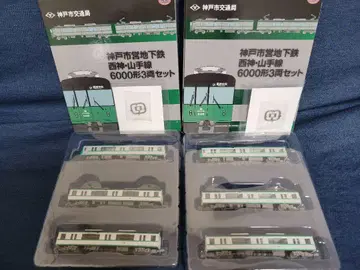 神戸市交通局
神戸市営地下鉄
西神・山手線
6000形3両セット
神戸市交通局
神戸市営地下鉄
西神・山手線
6000形3両セット